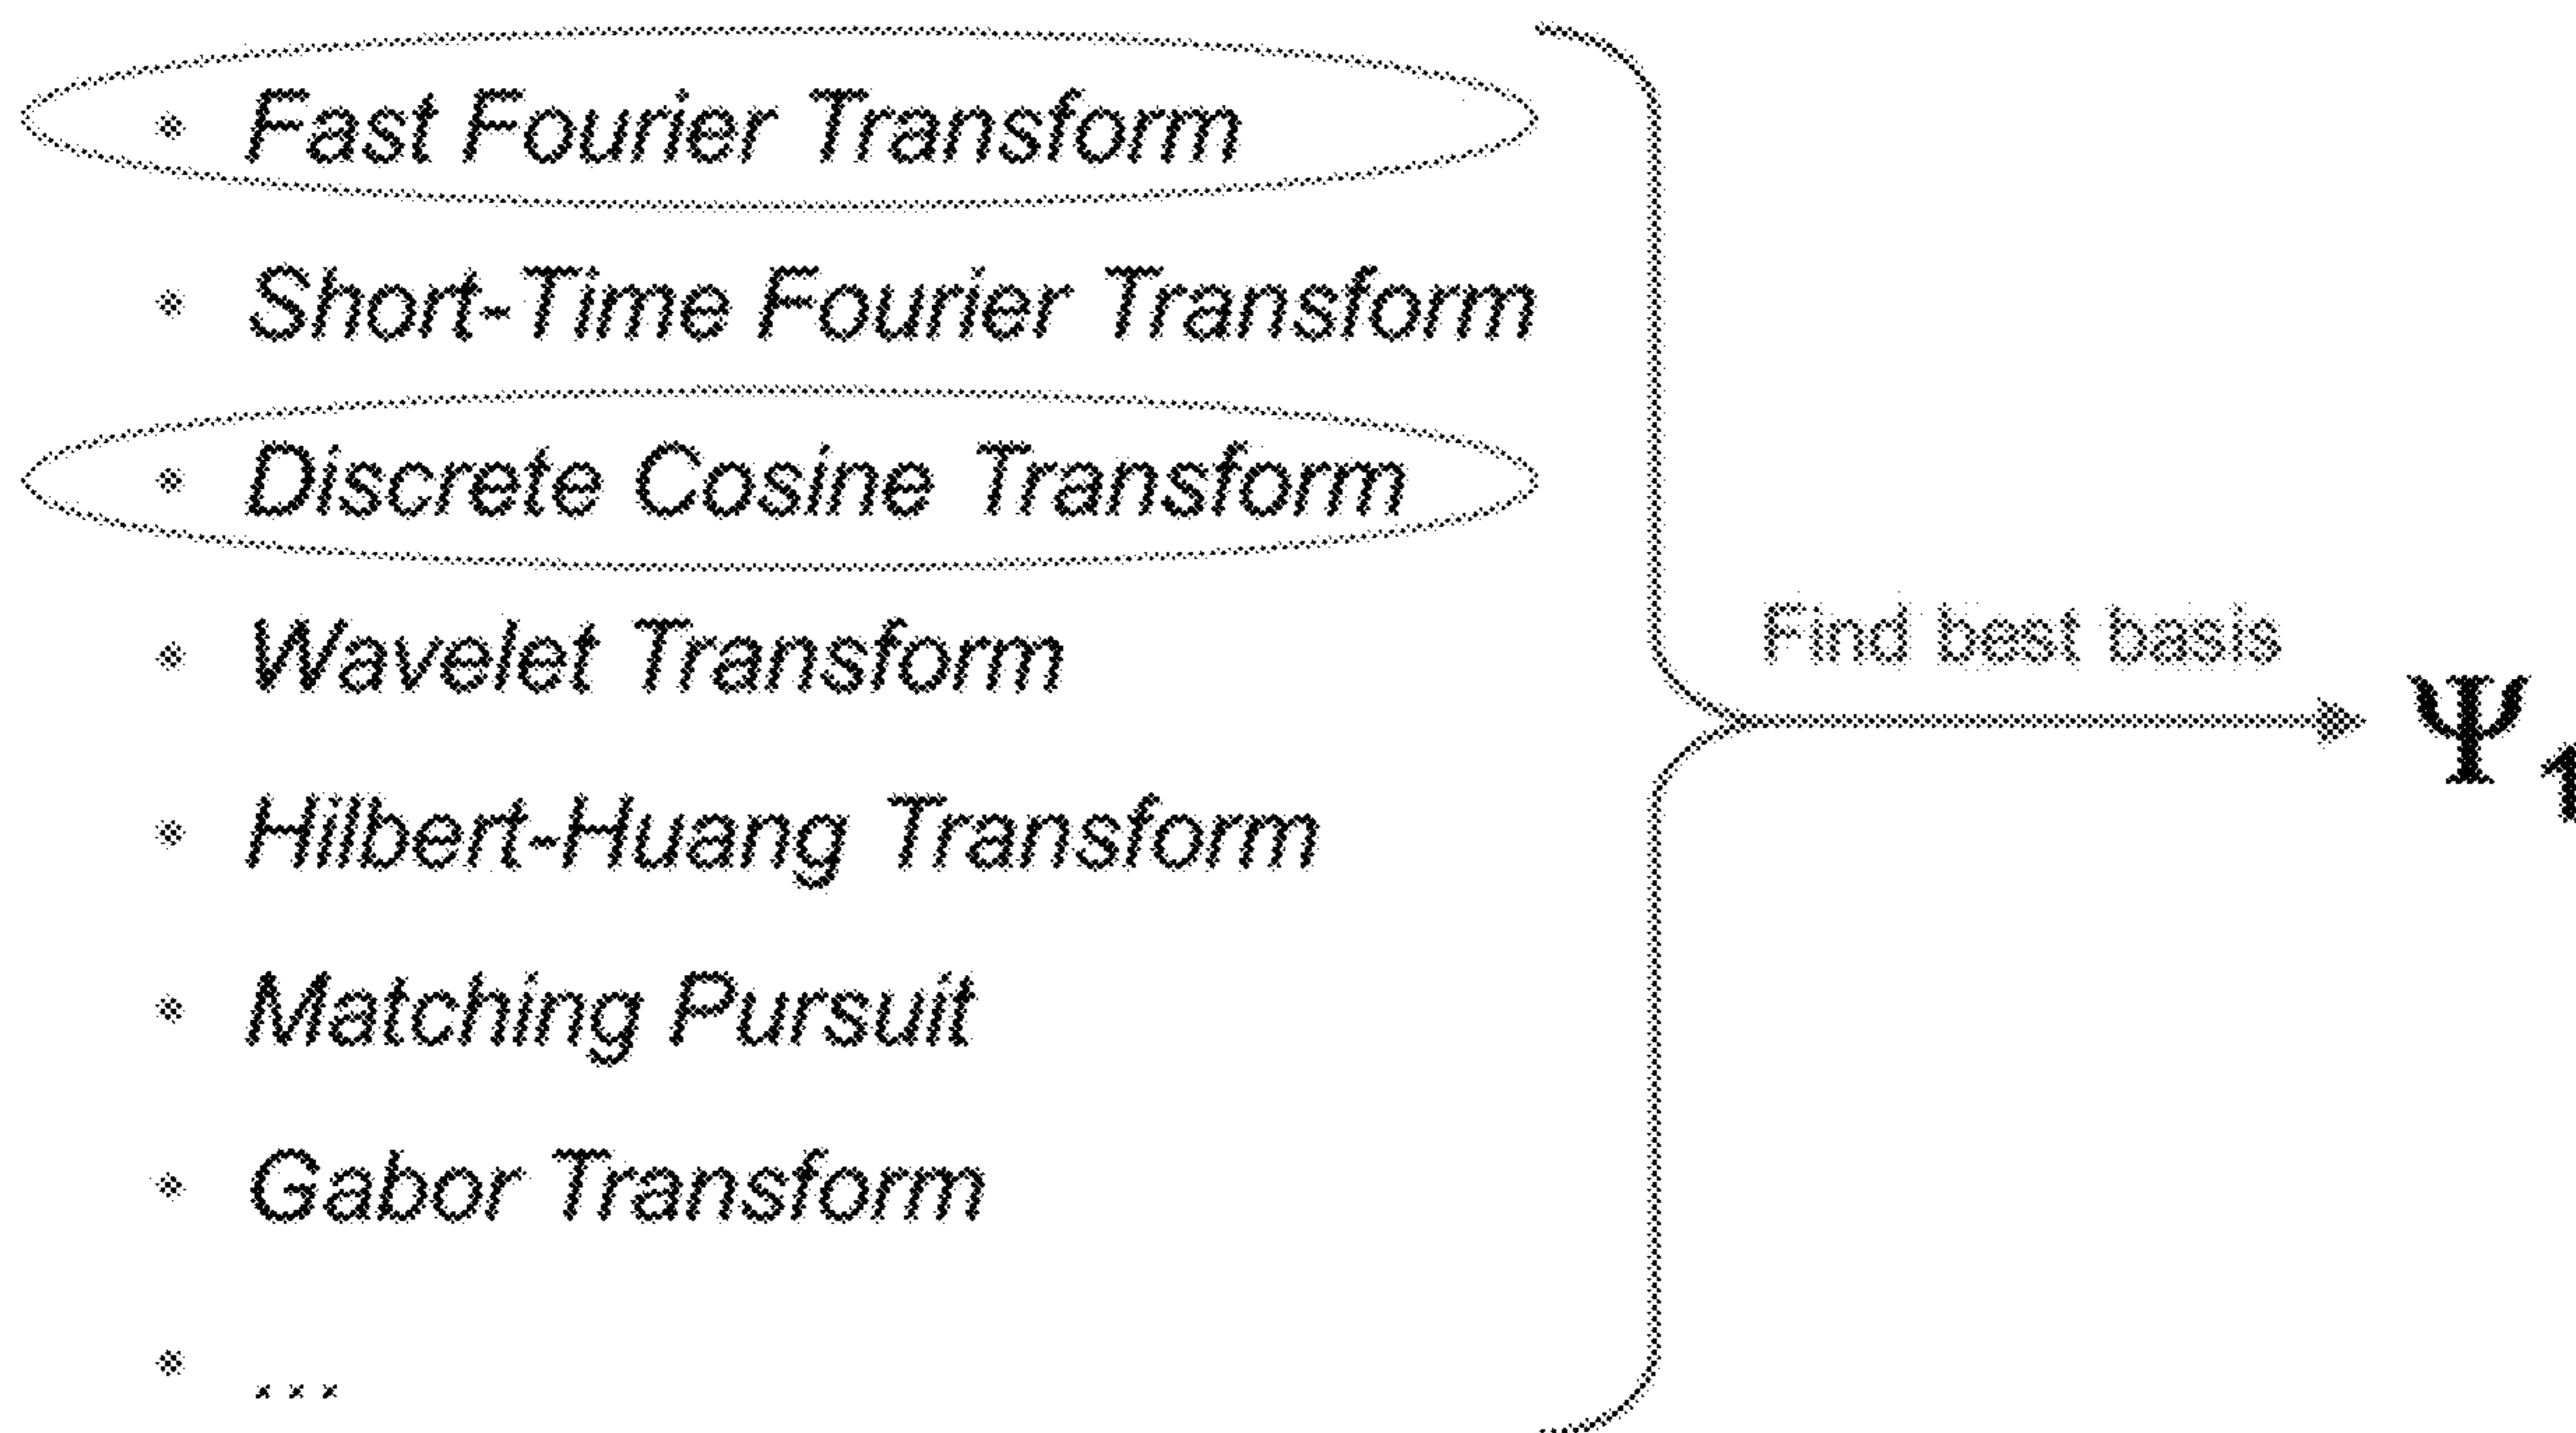 • Fast Fourier Transform
• Short-Time Fourier Transform
• Discrete Cosine Transform
• Wavelet Transform
• Hilbert-Huang Transform
• Matching Pursuit
• Gabor Transform
• ...
Find best basis
Ψ